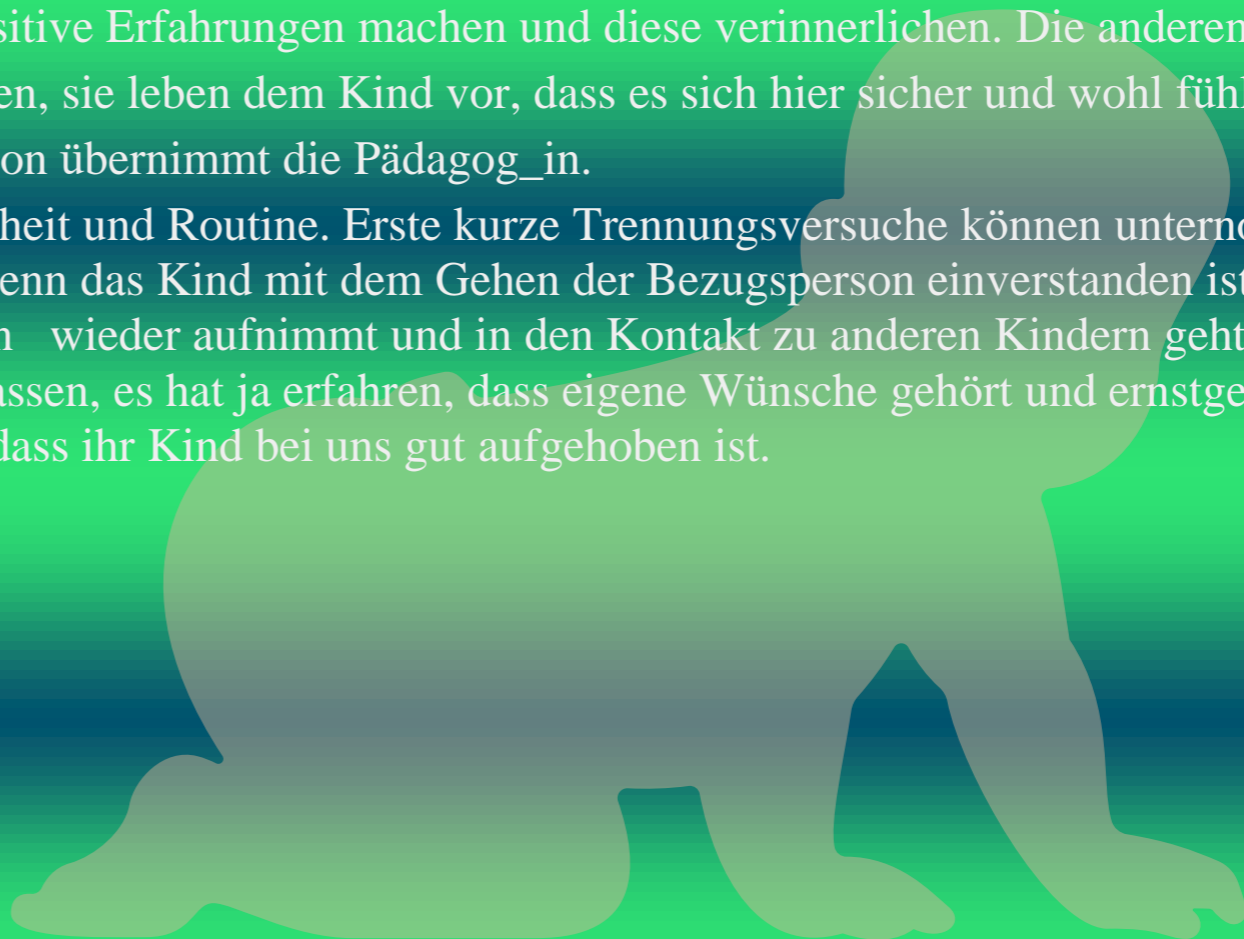 sitive Erfahrungen machen und diese verinnerlichen. Die anderen
en, sie leben dem Kind vor, dass es sich hier sicher und wohl fühl
on übernimmt die Pädagog_in.
heit und Routine. Erste kurze Trennungsversuche können unterno
enn das Kind mit dem Gehen der Bezugsperson einverstanden ist
wieder aufnimmt und in den Kontakt zu anderen Kindern geht
assen, es hat ja erfahren, dass eigene Wünsche gehört und ernstge
dass ihr Kind bei uns gut aufgehoben ist.